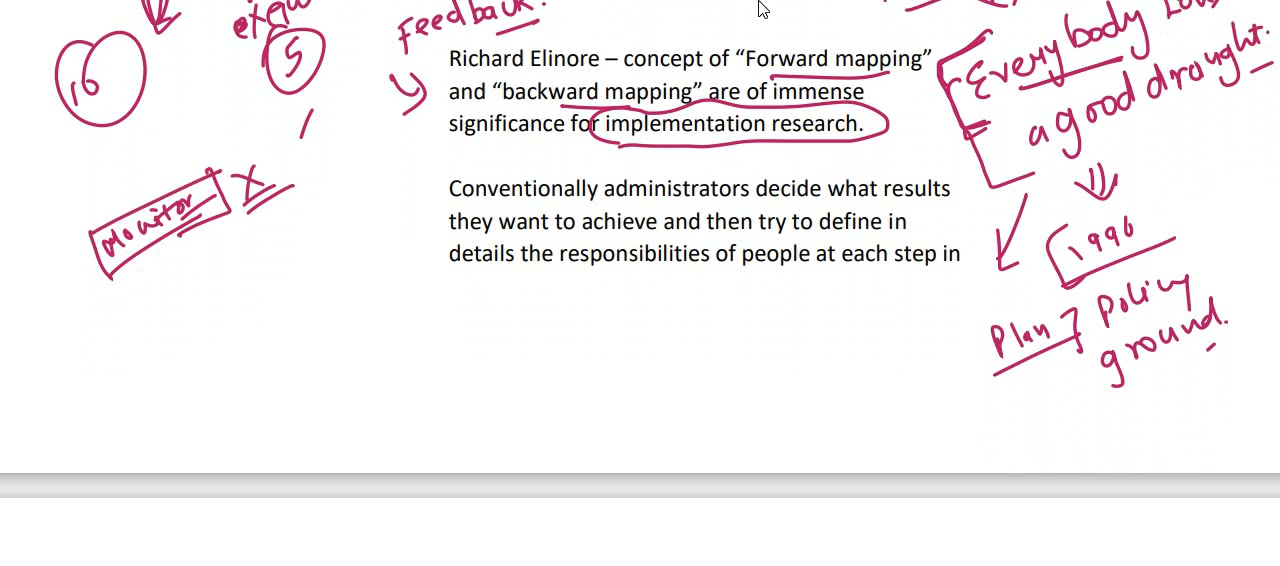 Feedback.
16
5
Richard Elinore – concept of “Forward mapping”
and “backward mapping” are of immense
significance for implementation research.
Everybody Lov
a good drought.
Monitor X
Conventionally administrators decide what results
they want to achieve and then try to define in
details the responsibilities of people at each step in
1996
Plan } Policy
ground.